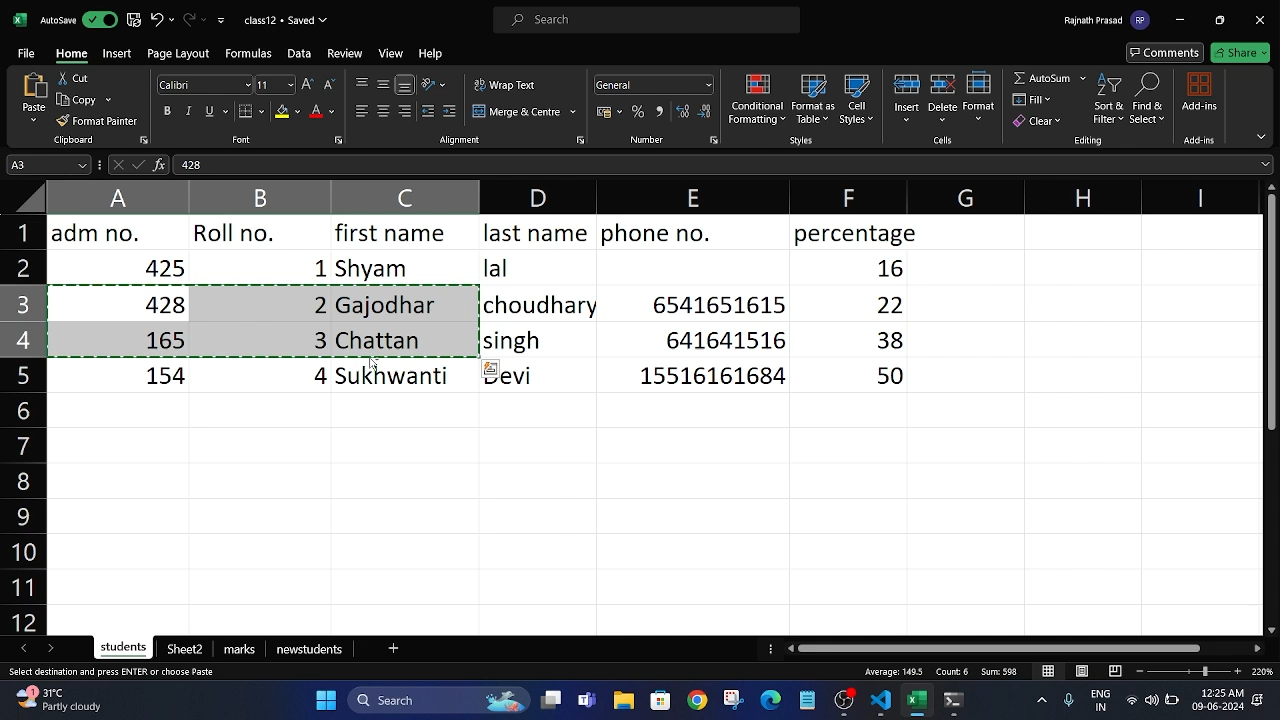 AutoSave class12 • Saved Search Rajnath Prasad RP
File Home Insert Page Layout Formulas Data Review View Help Comments Share
Paste Cut Copy Format Painter Clipboard
Calibri 11 B I U A Font
Wrap Text Merge & Centre Alignment
General % , Number
Conditional Formatting Format as Table Cell Styles Styles
Insert Delete Format Cells
AutoSum Fill Clear Sort & Filter Find & Select Editing
Add-ins Add-ins
A3 fx 428
A B C D E F G H I
1 adm no. Roll no. first name last name phone no. percentage
2 425 1 Shyam lal 16
3 428 2 Gajodhar choudhary 6541651615 22
4 165 3 Chattan singh 641641516 38
5 154 4 Sukhwanti Devi 15516161684 50
6
7
8
9
10
11
12
students Sheet2 marks newstudents +
Select destination and press ENTER or choose Paste Average: 149.5 Count: 6 Sum: 598 220%
1 31°C Partly cloudy Search ENG IN 12:25 AM 09-06-2024